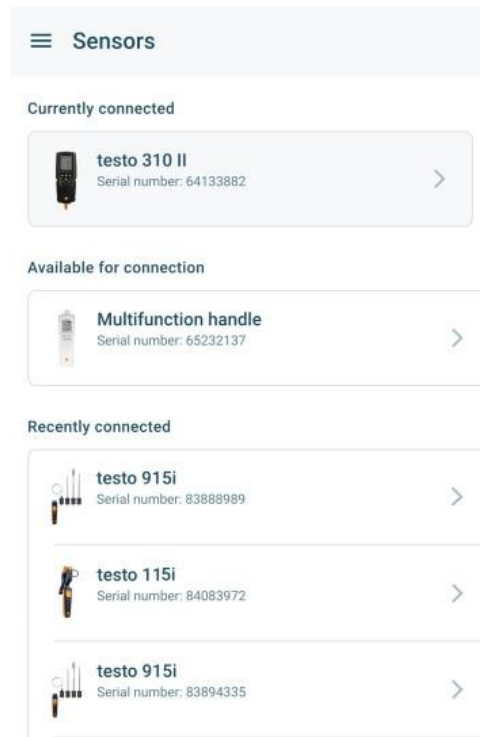 Sensors
Currently connected
testo 310 II
Serial number: 64133882
Available for connection
Multifunction handle
Serial number: 65232137
Recently connected
testo 915i
Serial number: 83888989
testo 115i
Serial number: 84083972
testo 915i
Serial number: 83894335